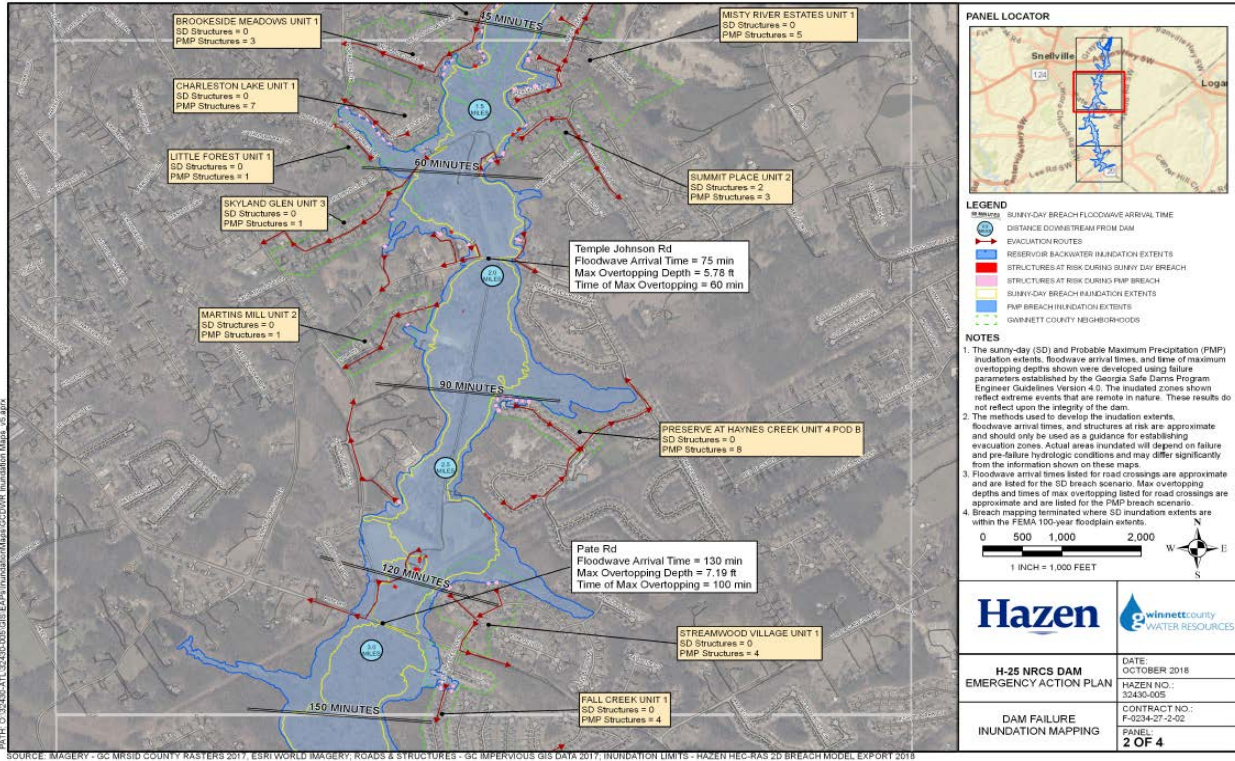 45 MINUTES
BROOKESIDE MEADOWS UNIT 1
SD Structures = 0
PMP Structures = 3
MISTY RIVER ESTATES UNIT 1
SD Structures = 0
PMP Structures = 5
CHARLESTON LAKE UNIT 1
SD Structures = 0
PMP Structures = 7
1.5
MILES
LITTLE FOREST UNIT 1
SD Structures = 0
PMP Structures = 1
60 MINUTES
SUMMIT PLACE UNIT 2
SD Structures = 2
PMP Structures = 3
SKYLAND GLEN UNIT 3
SD Structures = 0
PMP Structures = 1
Temple Johnson Rd
Floodwave Arrival Time = 75 min
Max Overtopping Depth = 5.78 ft
Time of Max Overtopping = 60 min
2.0
MILES
MARTINS MILL UNIT 2
SD Structures = 0
PMP Structures = 1
90 MINUTES
PRESERVE AT HAYNES CREEK UNIT 4 POD B
SD Structures = 0
PMP Structures = 8
2.5
MILES
Pate Rd
Floodwave Arrival Time = 130 min
Max Overtopping Depth = 7.19 ft
Time of Max Overtopping = 100 min
120 MINUTES
STREAMWOOD VILLAGE UNIT 1
SD Structures = 0
PMP Structures = 4
3.0
MILES
FALL CREEK UNIT 1
SD Structures = 0
PMP Structures = 4
150 MINUTES
PANEL LOCATOR
Snellville
124
Logan
LEGEND
SUNNY-DAY BREACH FLOODWAVE ARRIVAL TIME
DISTANCE DOWNSTREAM FROM DAM
EVACUATION ROUTES
RESERVOIR BACKWATER INUNDATION EXTENTS
STRUCTURES AT RISK DURING SUNNY DAY BREACH
STRUCTURES AT RISK DURING PMP BREACH
SUNNY-DAY BREACH INUNDATION EXTENTS
PMP BREACH INUNDATION EXTENTS
GWINNETT COUNTY NEIGHBORHOODS
NOTES
1. The sunny-day (SD) and Probable Maximum Precipitation (PMP)
inudation extents, floodwave arrival times, and time of maximum
overtopping depths shown were developed using failure
parameters established by the Georgia Safe Dams Program
Engineer Guidelines Version 4.0. The inudated zones shown
reflect extreme events that are remote in nature. These results do
not reflect upon the integrity of the dam.
2. The methods used to develop the inudation extents,
floodwave arrival times, and structures at risk are approximate
and should only be used as a guidance for establishing
evacuation zones. Actual areas inundated will depend on failure
and pre-failure hydrologic conditions and may differ significantly
from the information shown on these maps.
3. Floodwave arrival times listed for road crossings are approximate
and are listed for the SD breach scenario. Max overtopping
depths and times of max overtopping listed for road crossings are
approximate and are listed for the PMP breach scenario.
4. Breach mapping terminated where SD inundation extents are
within the FEMA 100-year floodplain extents.
0 500 1,000 2,000
1 INCH = 1,000 FEET
N
W E
S
Hazen
gwinnettcounty
WATER RESOURCES
H-25 NRCS DAM
EMERGENCY ACTION PLAN
DATE:
OCTOBER 2018
HAZEN NO.:
32430-005
DAM FAILURE
INUNDATION MAPPING
CONTRACT NO.:
F-0234-27-2-02
PANEL:
2 OF 4
SOURCE: IMAGERY - GC MRSID COUNTY RASTERS 2017, ESRI WORLD IMAGERY; ROADS & STRUCTURES - GC IMPERVIOUS GIS DATA 2017; INUNDATION LIMITS - HAZEN HEC-RAS 2D BREACH MODEL EXPORT 2018